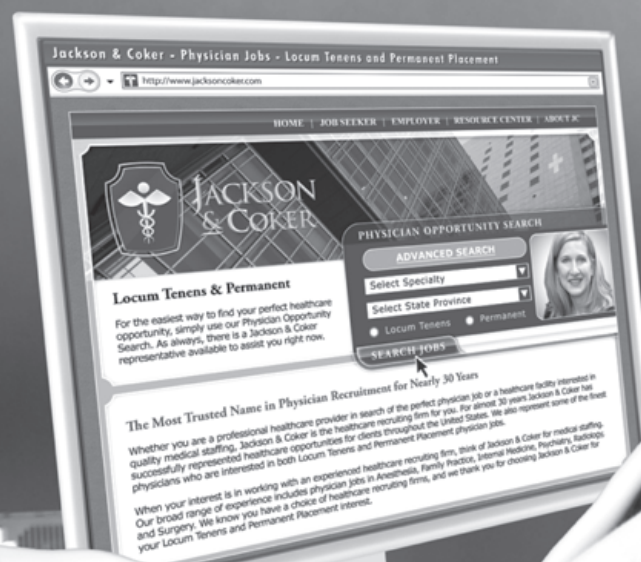 Jackson & Coker - Physician Jobs - Locum Tenens and Permanent Placement
http://www.jacksoncoker.com
HOME | JOB SEEKER | EMPLOYER | RESOURCE CENTER | ABOUT JC
JACKSON
& COKER
PHYSICIAN OPPORTUNITY SEARCH
ADVANCED SEARCH
Select Specialty
Select State Province
Locum Tenens
Permanent
SEARCH JOBS
Locum Tenens & Permanent
For the easiest way to find your perfect healthcare
opportunity, simply use our Physician Opportunity
Search. As always, there is a Jackson & Coker
representative available to assist you right now.
The Most Trusted Name in Physician Recruitment for Nearly 30 Years
Whether you are a professional healthcare provider in search of the perfect physician job or a healthcare facility interested in
quality medical staffing, Jackson & Coker is the healthcare recruiting firm for you. For almost 30 years Jackson & Coker has
successfully represented healthcare opportunities for clients throughout the United States. We also represent some of the finest
physicians who are interested in both Locum Tenens and Permanent Placement physician jobs.
When your interest is in working with an experienced healthcare recruiting firm, think of Jackson & Coker for medical staffing.
Our broad range of experience includes physician jobs in Anesthesia, Family Practice, Internal Medicine, Psychiatry, Radiology,
and Surgery. We know you have a choice of healthcare recruiting firms, and we thank you for choosing Jackson & Coker for
your Locum Tenens and Permanent Placement interest.